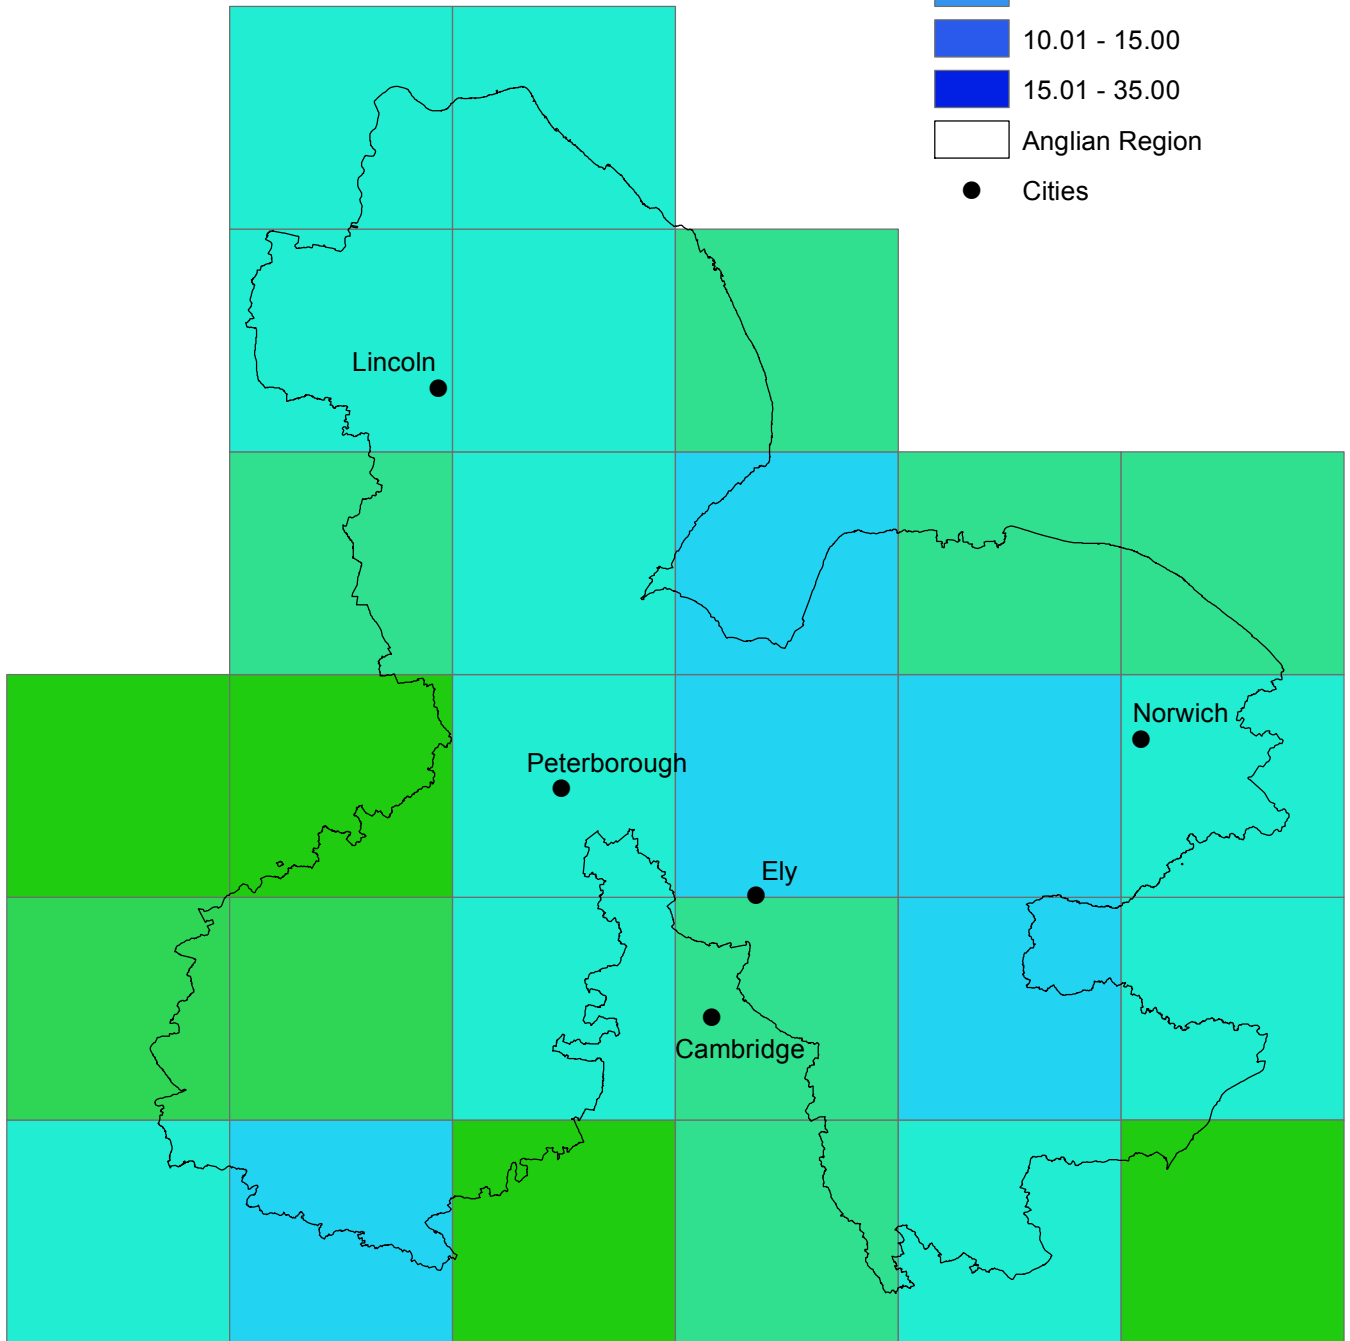 10.01 - 15.00
15.01 - 35.00
Anglian Region
Cities
Lincoln
Norwich
Peterborough
Ely
Cambridge